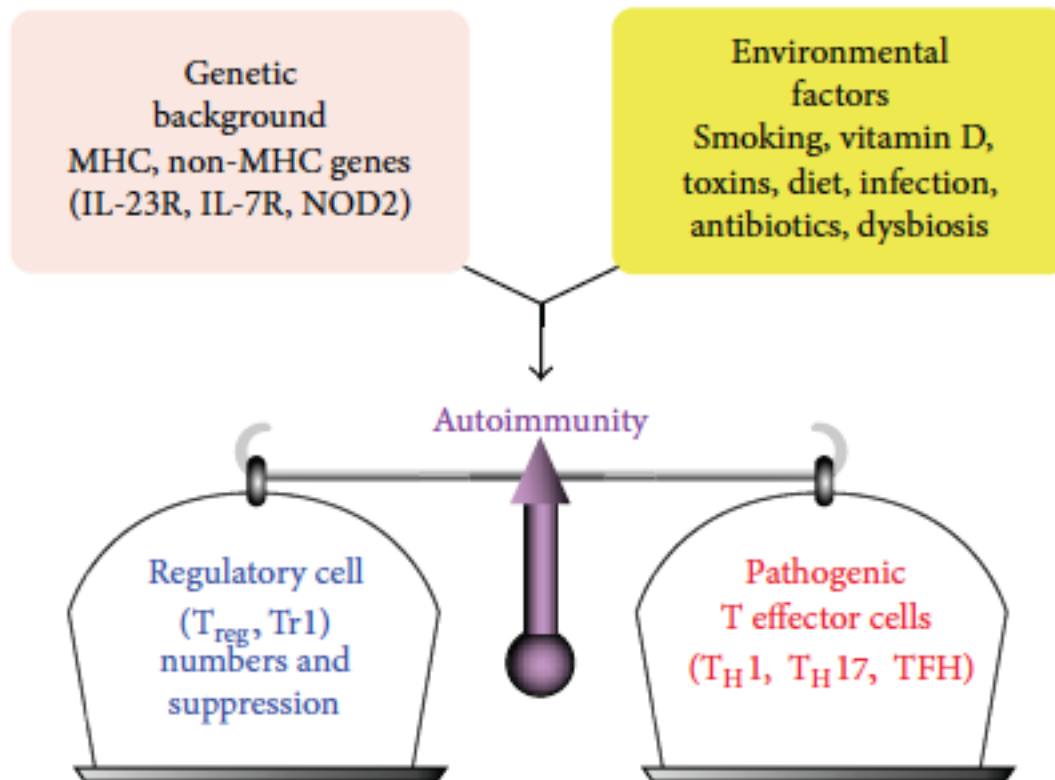 Genetic
background
MHC, non-MHC genes
(IL-23R, IL-7R, NOD2)
Environmental
factors
Smoking, vitamin D,
toxins, diet, infection,
antibiotics, dysbiosis
Autoimmunity
Regulatory cell
(Treg, Tr1)
numbers and
suppression
Pathogenic
T effector cells
(TH1, TH17, TFH)